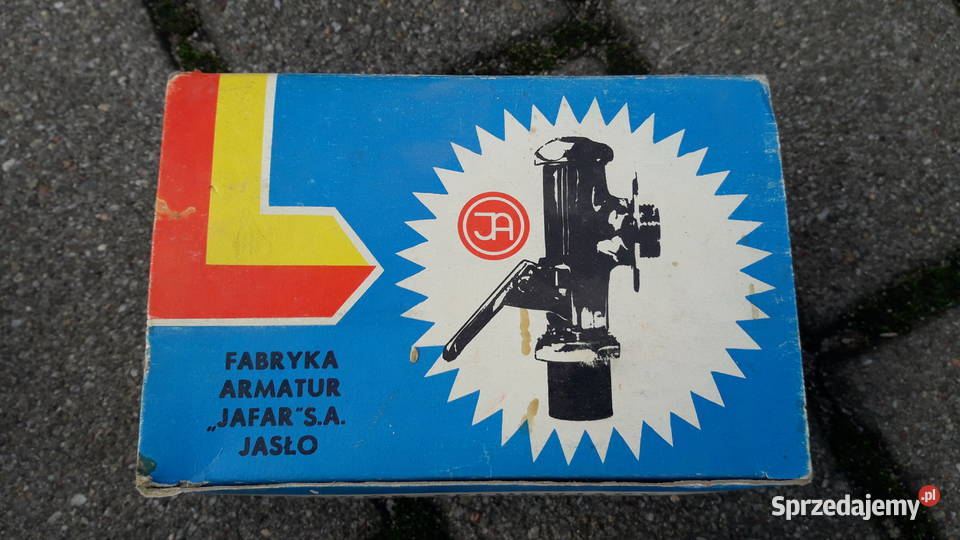 JA
FABRYKA
ARMATUR
„JAFAR”S.A.
JASŁO
Sprzedajemy.pl